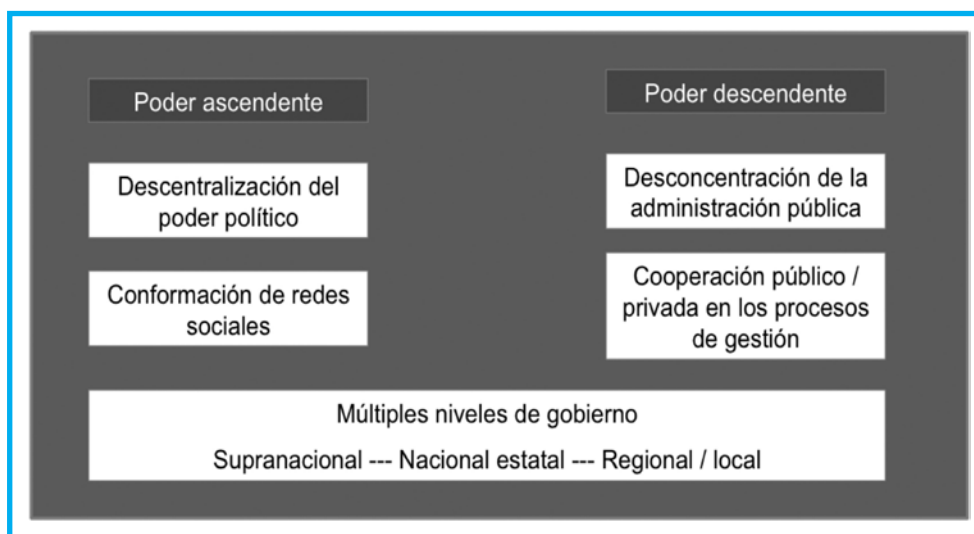 Poder ascendente
Poder descendente
Descentralización del
poder político
Desconcentración de la
administración pública
Conformación de redes
sociales
Cooperación público /
privada en los procesos
de gestión
Múltiples niveles de gobierno
Supranacional --- Nacional estatal --- Regional / local